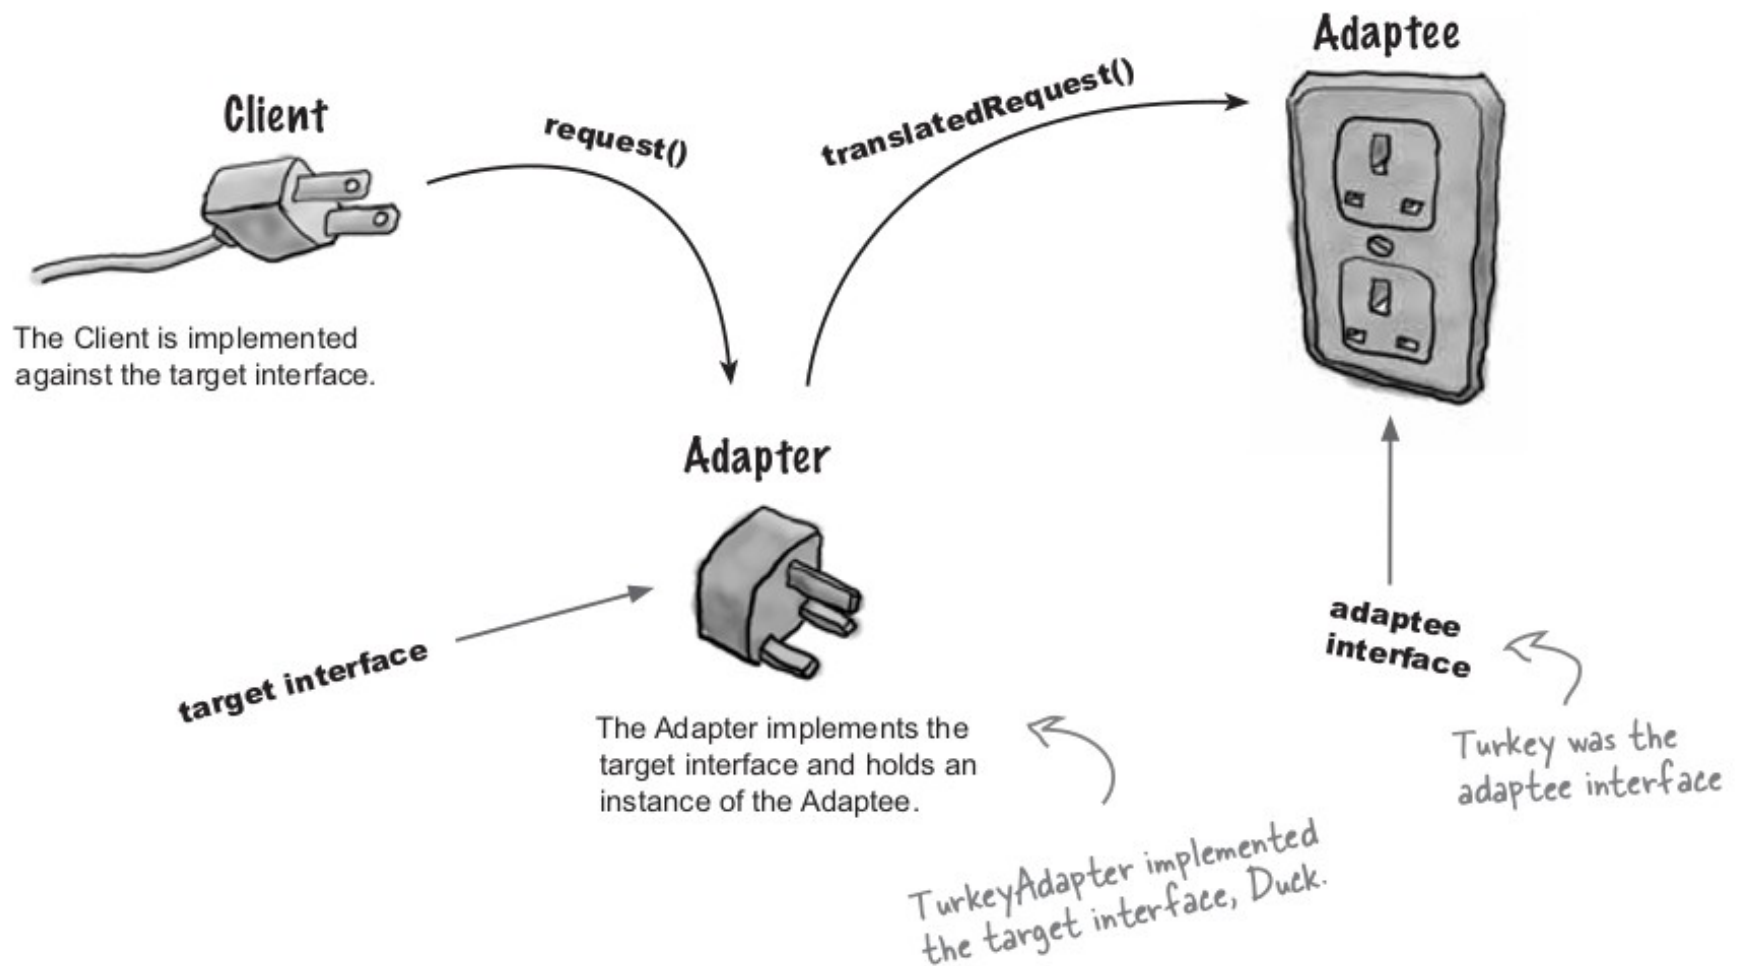 Client
request()
translatedRequest()
Adaptee
The Client is implemented
against the target interface.
Adapter
target interface
The Adapter implements the
target interface and holds an
instance of the Adaptee.
adaptee
interface
Turkey was the
adaptee interface
TurkeyAdapter implemented
the target interface, Duck.